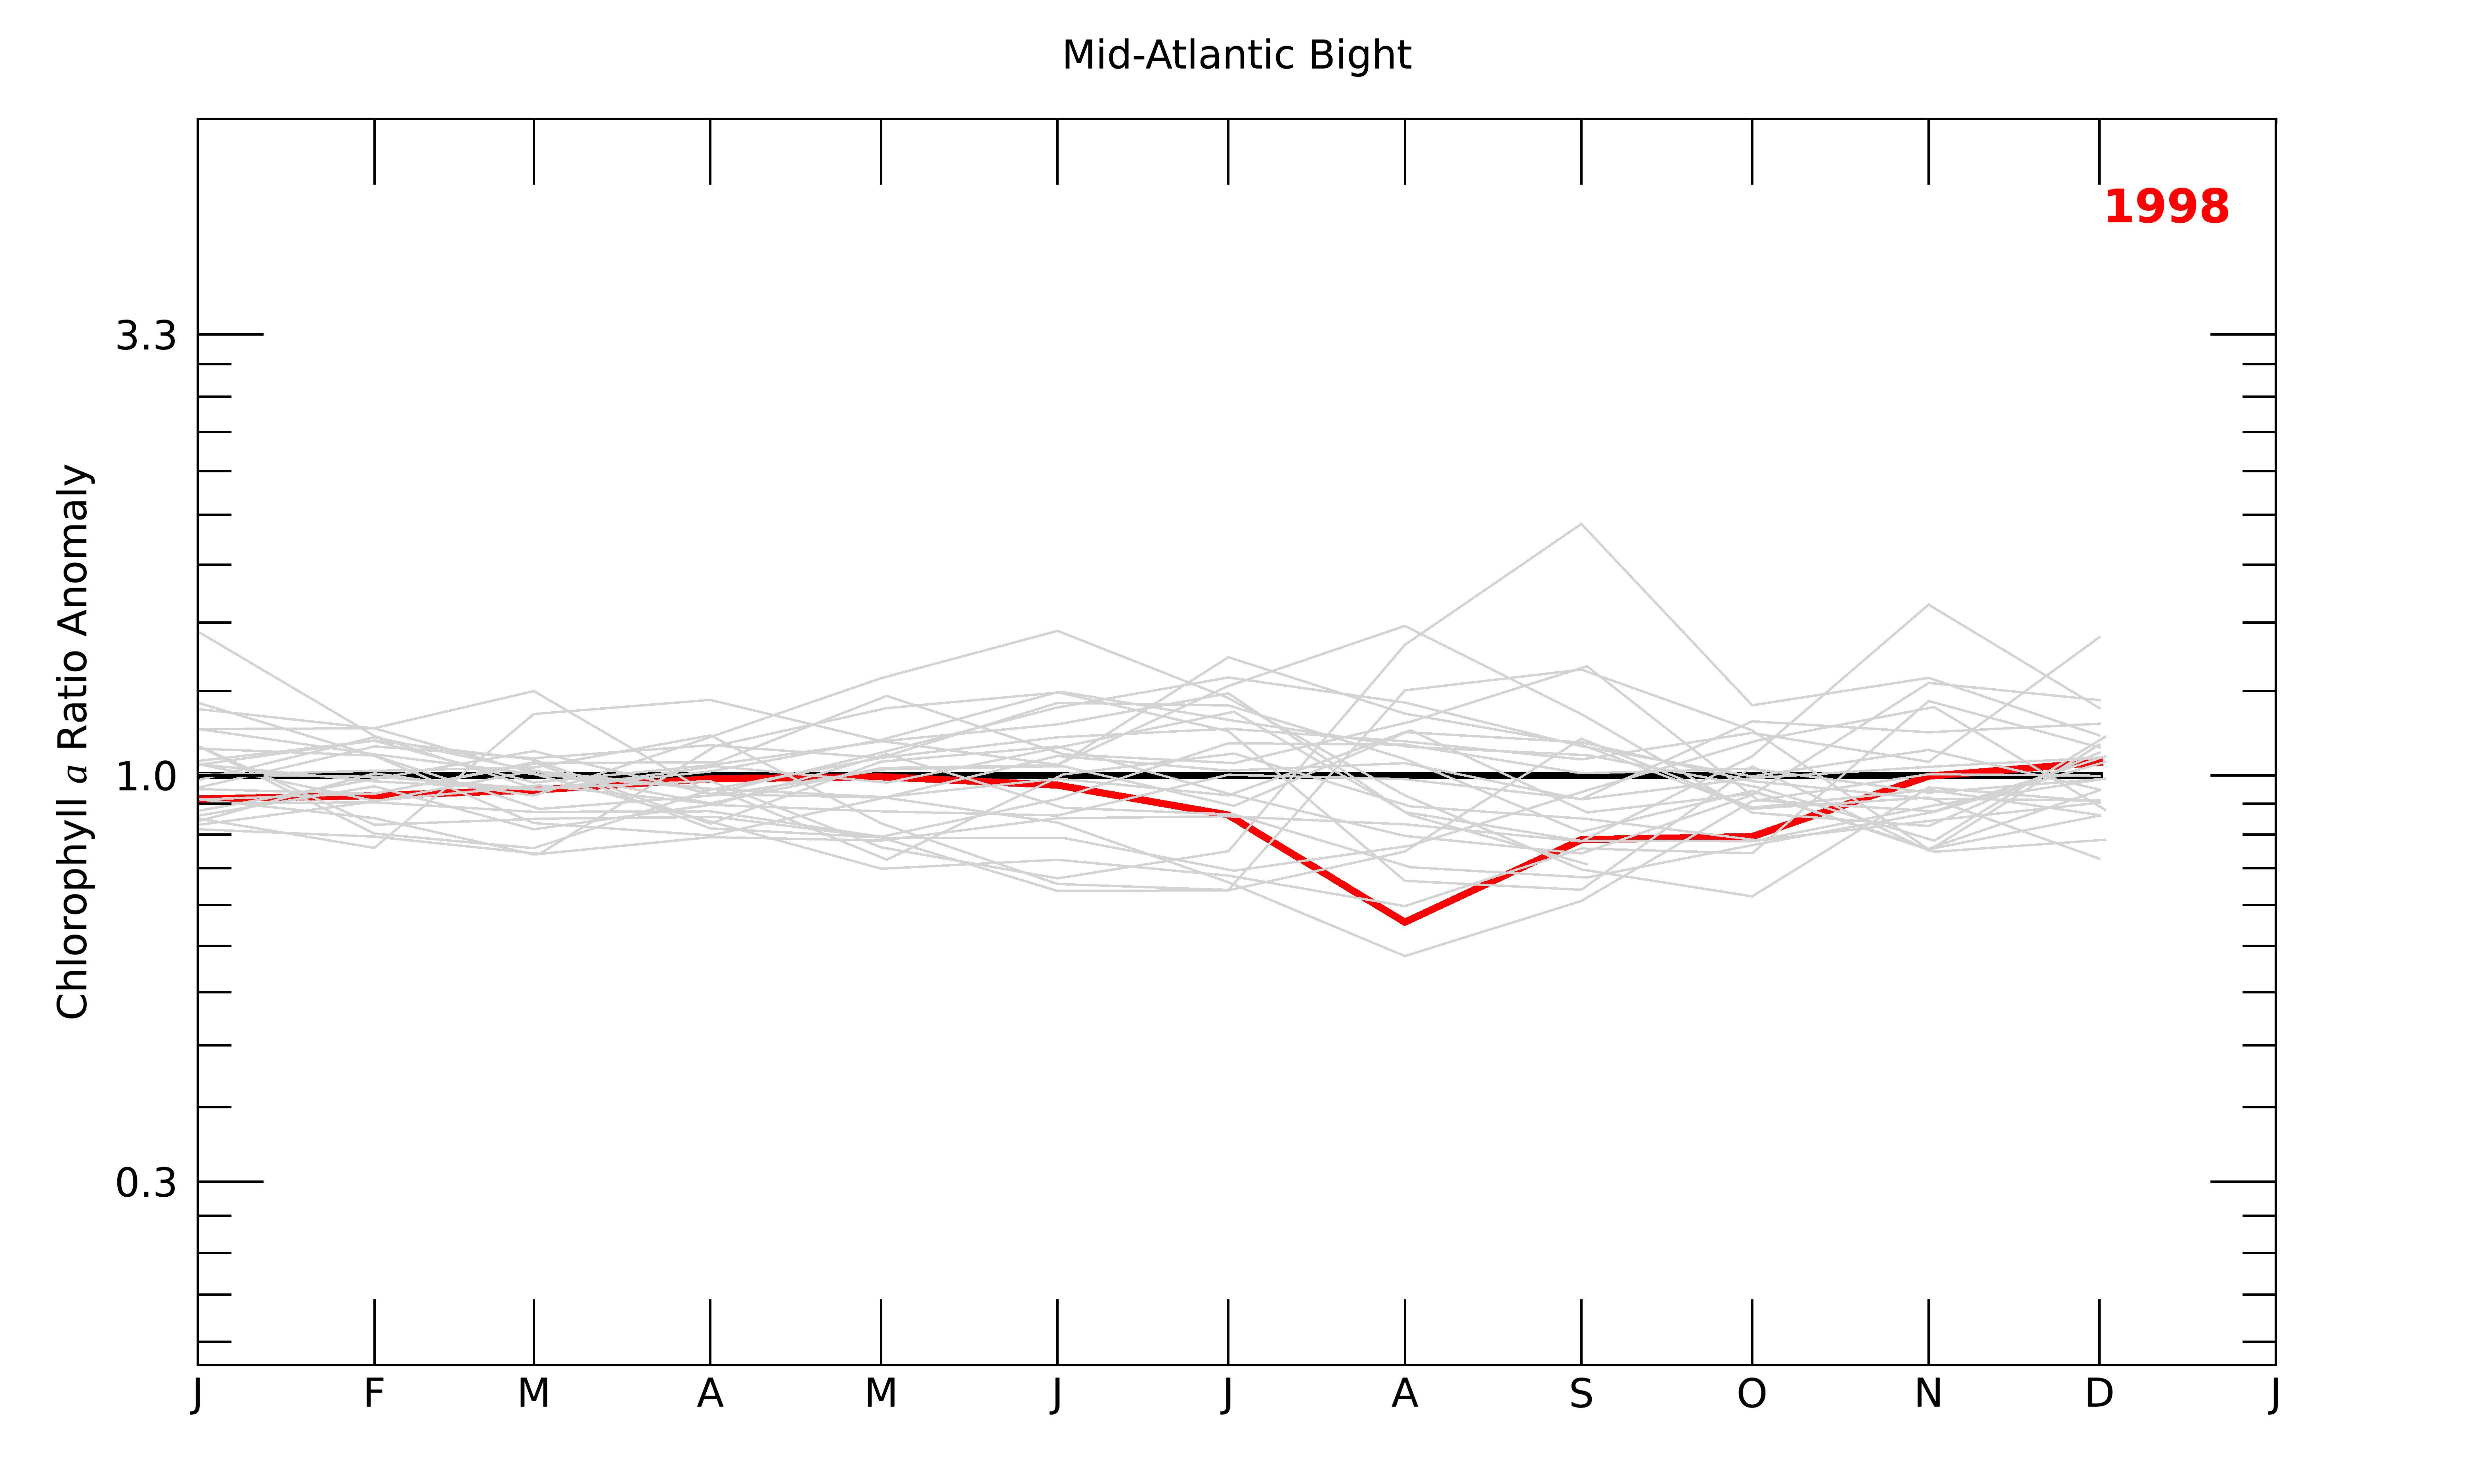 Mid-Atlantic Bight
1998
Chlorophyll a Ratio Anomaly
3.3
1.0
0.3
J F M A M J J A S O N D J